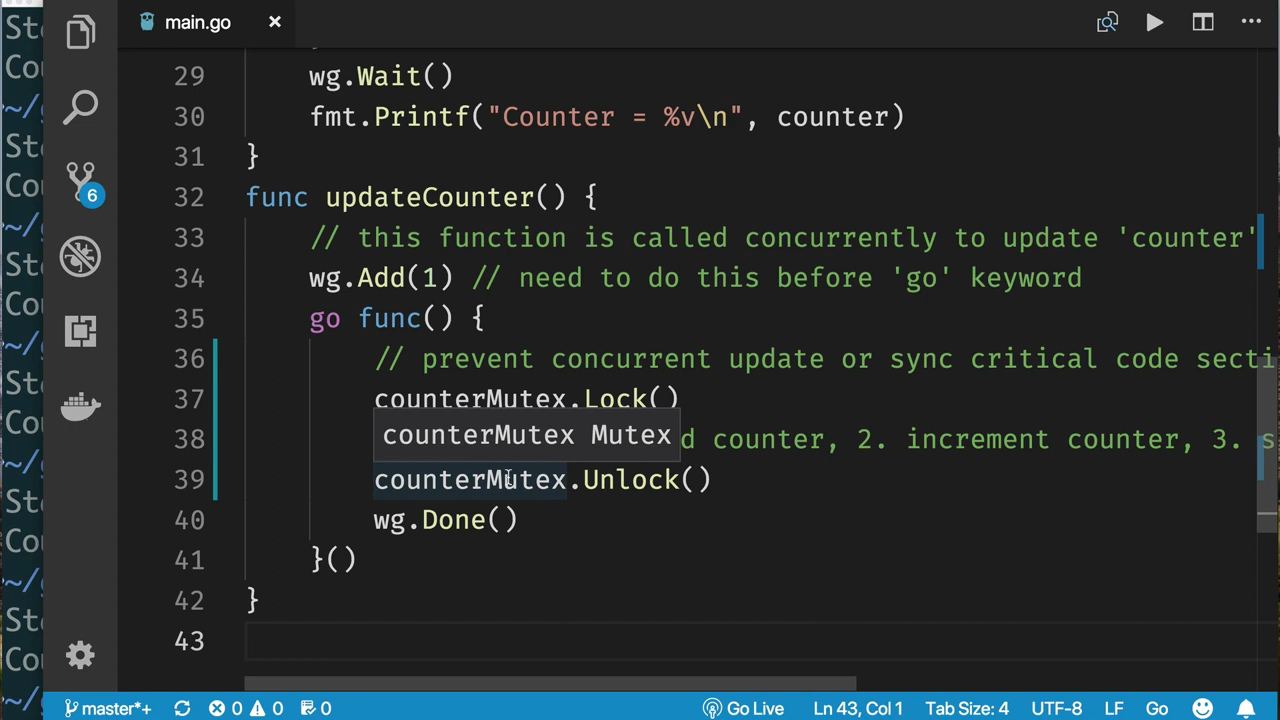 main.go
29 wg.Wait()
30 fmt.Printf("Counter = %v\n", counter)
31 }
32 func updateCounter() {
33 // this function is called concurrently to update 'counter'
34 wg.Add(1) // need to do this before 'go' keyword
35 go func() {
36 // prevent concurrent update or sync critical code secti
37 counterMutex.Lock()
counterMutex Mutex
38 d counter, 2. increment counter, 3. s
39 counterMutex.Unlock()
40 wg.Done()
41 }()
42 }
43
6
Sta
Cou
~/g
master*+ 0 0 0 Go Live Ln 43, Col 1 Tab Size: 4 UTF-8 LF Go